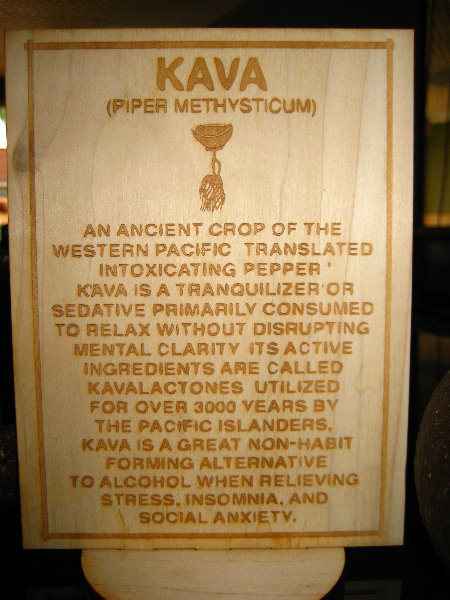 KAVA
(PIPER METHYSTICUM)
AN ANCIENT CROP OF THE
WESTERN PACIFIC TRANSLATED
INTOXICATING PEPPER'
KAVA IS A TRANQUILIZER OR
SEDATIVE PRIMARILY CONSUMED
TO RELAX WITHOUT DISRUPTING
MENTAL CLARITY ITS ACTIVE
INGREDIENTS ARE CALLED
KAVALACTONES UTILIZED
FOR OVER 3000 YEARS BY
THE PACIFIC ISLANDERS,
KAVA IS A GREAT NON-HABIT
FORMING ALTERNATIVE
TO ALCOHOL WHEN RELIEVING
STRESS, INSOMNIA, AND
SOCIAL ANXIETY.